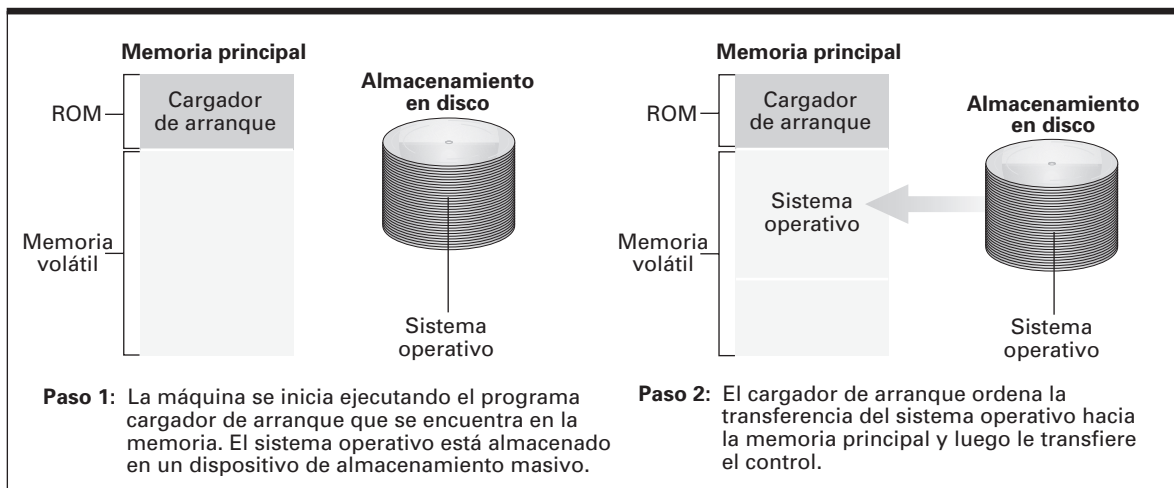 Memoria principal
ROM
Cargador
de arranque
Memoria
volátil
Almacenamiento
en disco
Sistema
operativo
Paso 1: La máquina se inicia ejecutando el programa
cargador de arranque que se encuentra en la
memoria. El sistema operativo está almacenado
en un dispositivo de almacenamiento masivo.
Memoria principal
ROM
Cargador
de arranque
Sistema
operativo
Memoria
volátil
Almacenamiento
en disco
Sistema
operativo
Paso 2: El cargador de arranque ordena la
transferencia del sistema operativo hacia
la memoria principal y luego le transfiere
el control.